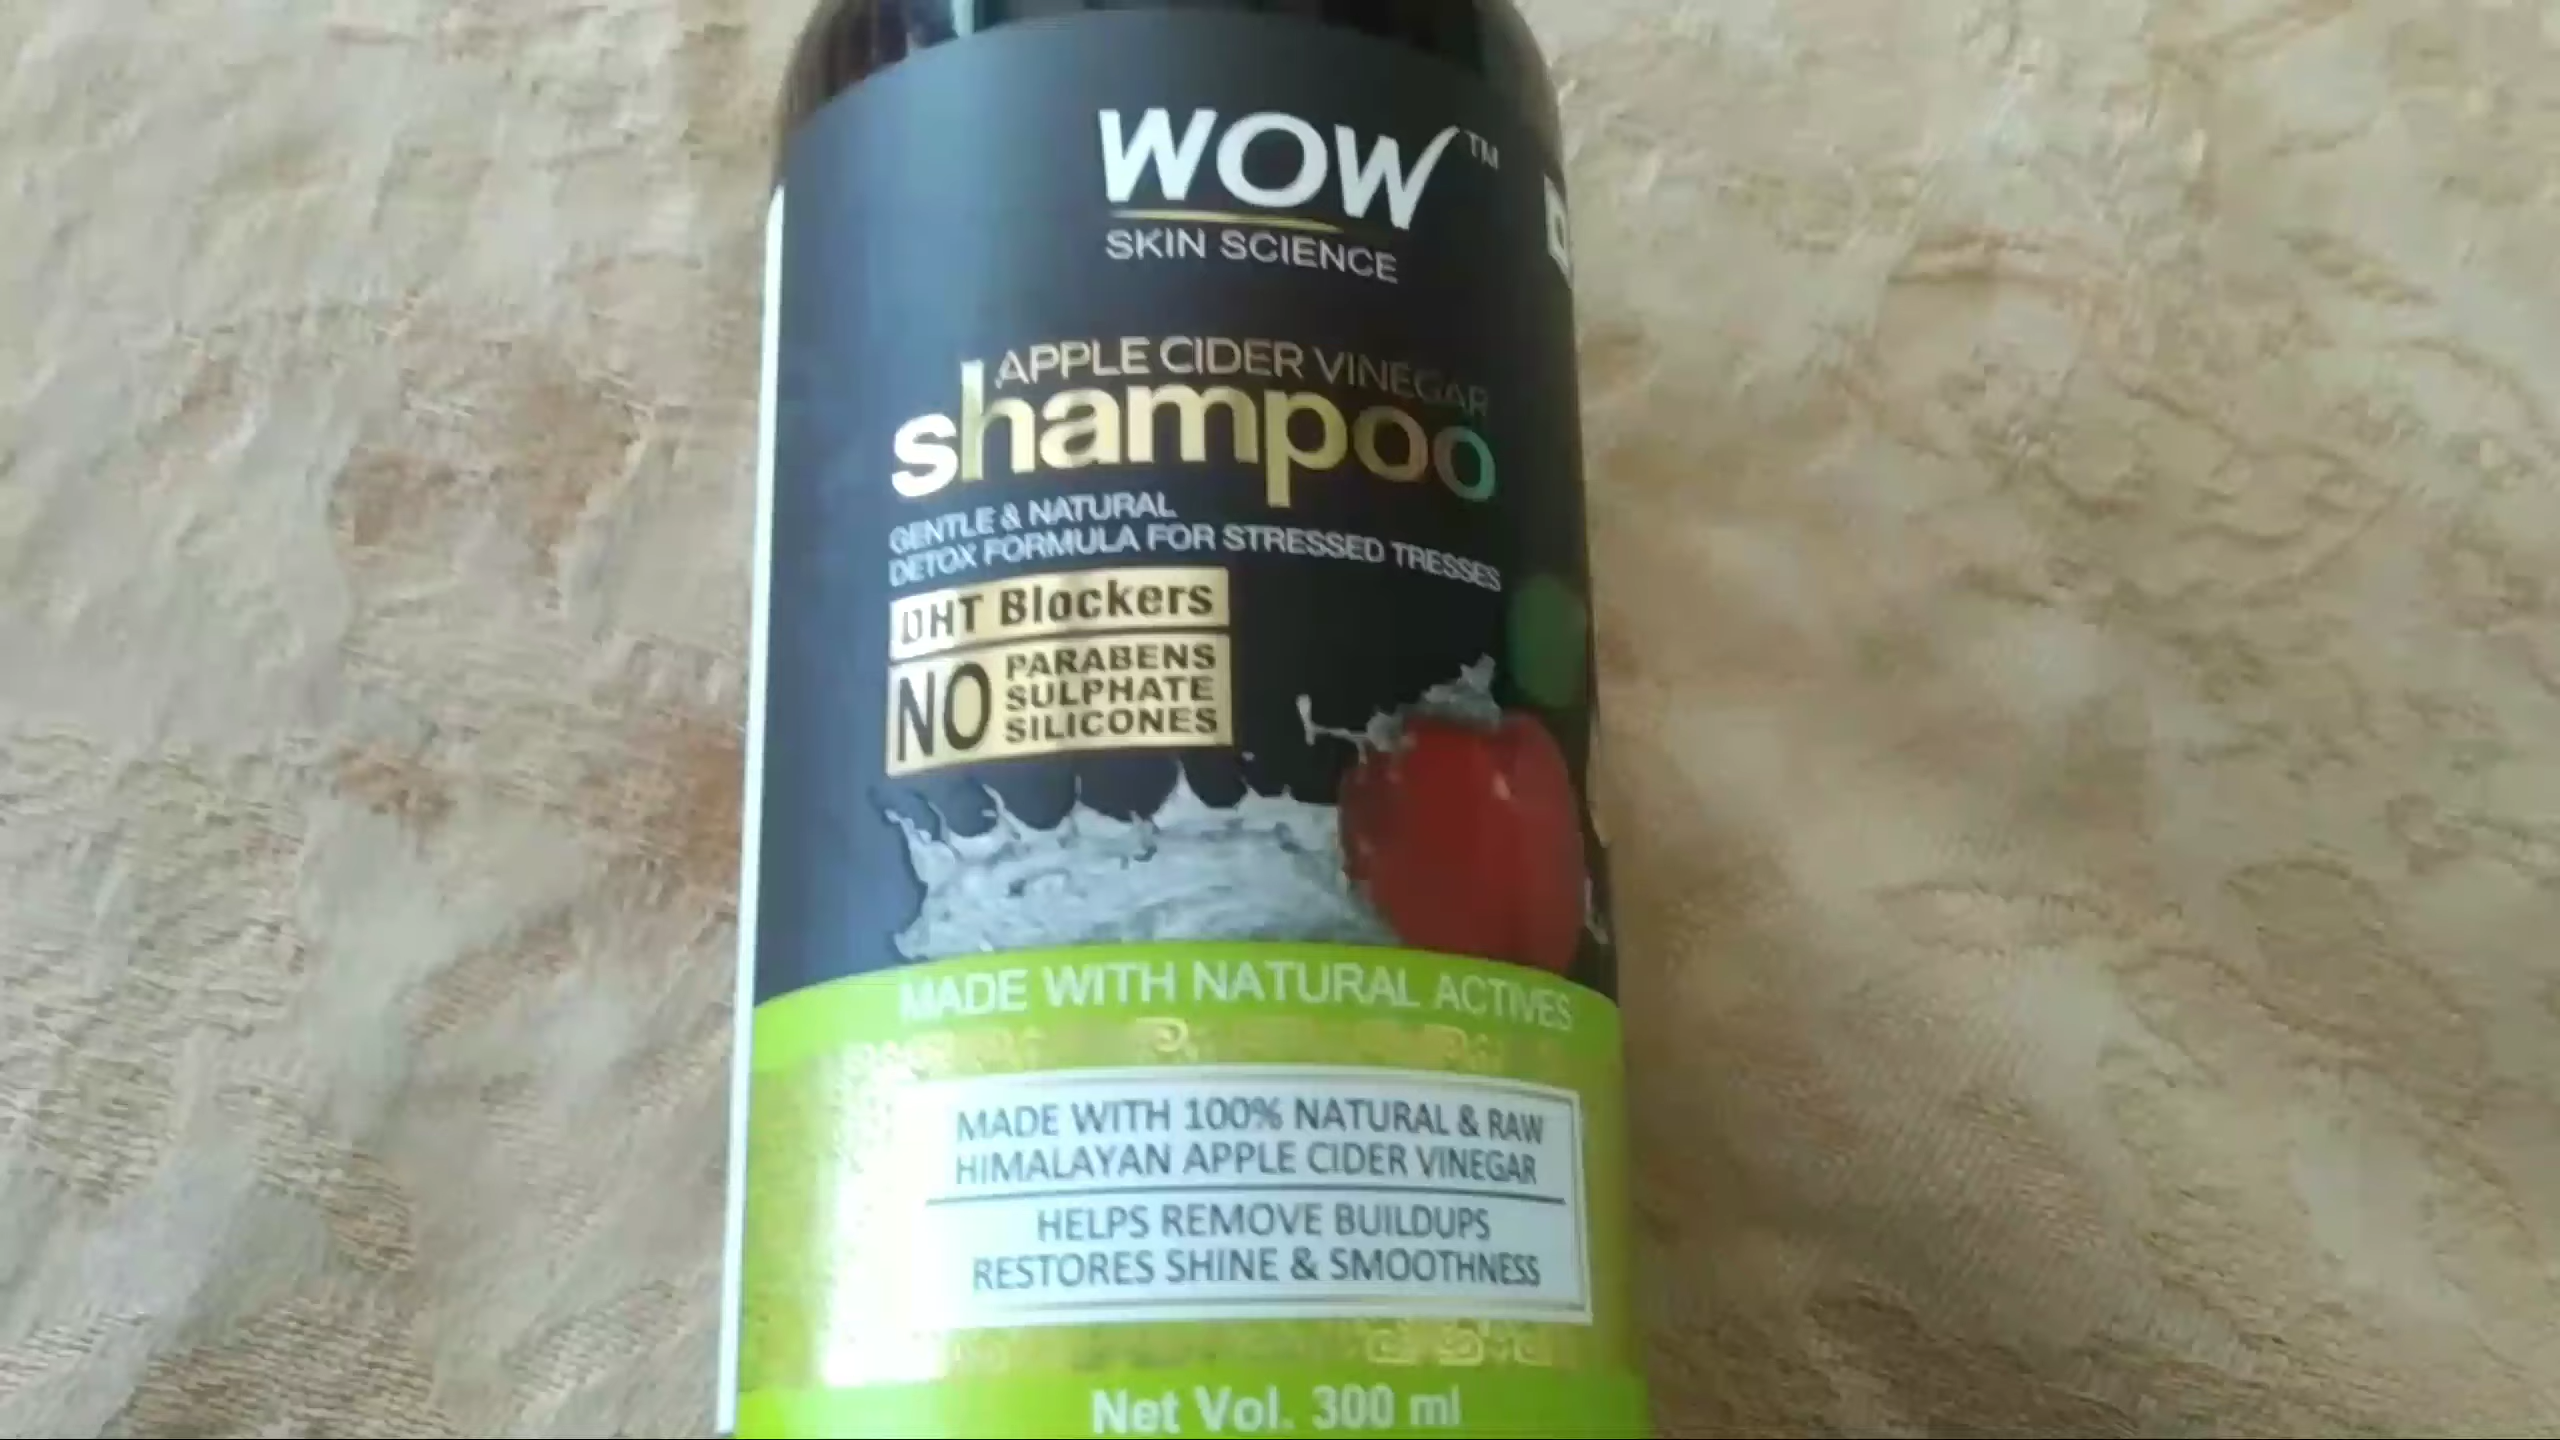 WOW™
SKIN SCIENCE
APPLE CIDER VINEGAR
shampoo
GENTLE & NATURAL
DETOX FORMULA FOR STRESSED TRESSES
DHT Blockers
NO PARABENS
SULPHATE
SILICONES
MADE WITH NATURAL ACTIVES
MADE WITH 100% NATURAL & RAW
HIMALAYAN APPLE CIDER VINEGAR
HELPS REMOVE BUILDUPS
RESTORES SHINE & SMOOTHNESS
Net Vol. 300 ml